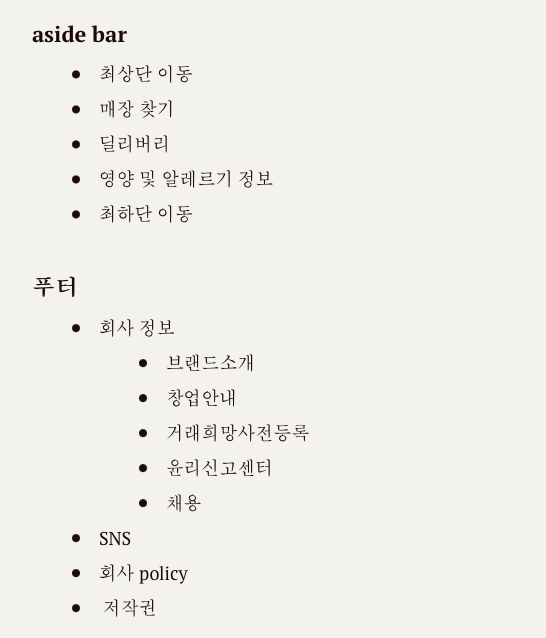 aside bar
최상단 이동
매장 찾기
딜리버리
영양 및 알레르기 정보
최하단 이동
푸터
회사 정보
브랜드소개
창업안내
거래희망사전등록
윤리신고센터
채용
SNS
회사 policy
저작권